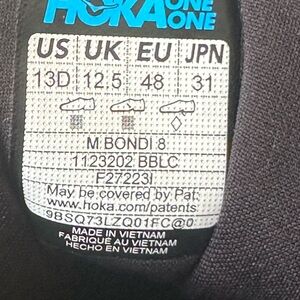 HOKA ONE ONE
US UK EU JPN
13D 12.5 48 31
M BONDI 8
1123202 BBLC
F27223I
May be covered by Pat.
www.hoka.com/patents
9BSQ73LZQ01FC@0
MADE IN VIETNAM
FABRIQUÉ AU VIETNAM
HECHO EN VIETNAM